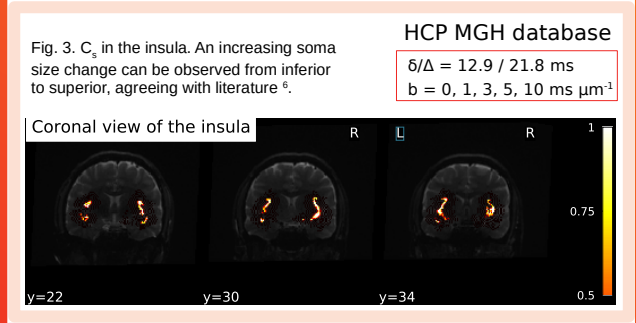 HCP MGH database
Fig. 3. Cₛ in the insula. An increasing soma
size change can be observed from inferior
to superior, agreeing with literature ⁶.
δ/Δ = 12.9 / 21.8 ms
b = 0, 1, 3, 5, 10 ms µm⁻¹
Coronal view of the insula
R
L
R
1
0.75
0.5
y=22
y=30
y=34